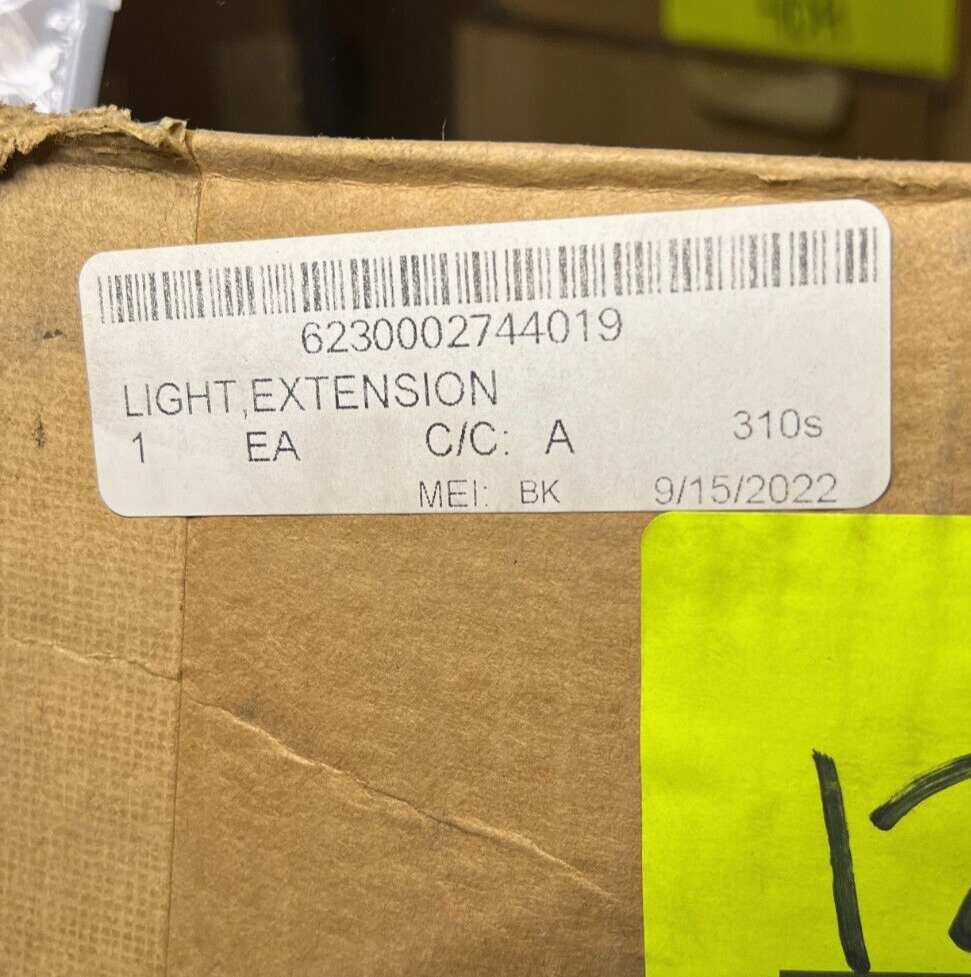 6230002744019
LIGHT,EXTENSION
1 EA C/C: A 310s
MEI: BK 9/15/2022